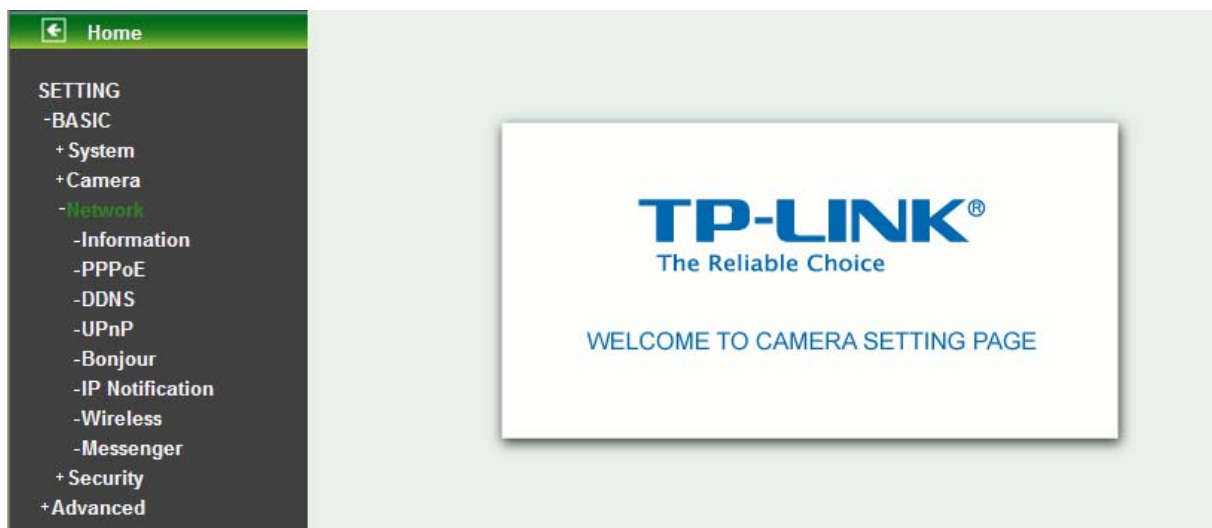 Home
SETTING
-BASIC
+ System
+Camera
-Network
-Information
-PPPoE
-DDNS
-UPnP
-Bonjour
-IP Notification
-Wireless
-Messenger
+ Security
+Advanced
TP-LINK®
The Reliable Choice
WELCOME TO CAMERA SETTING PAGE